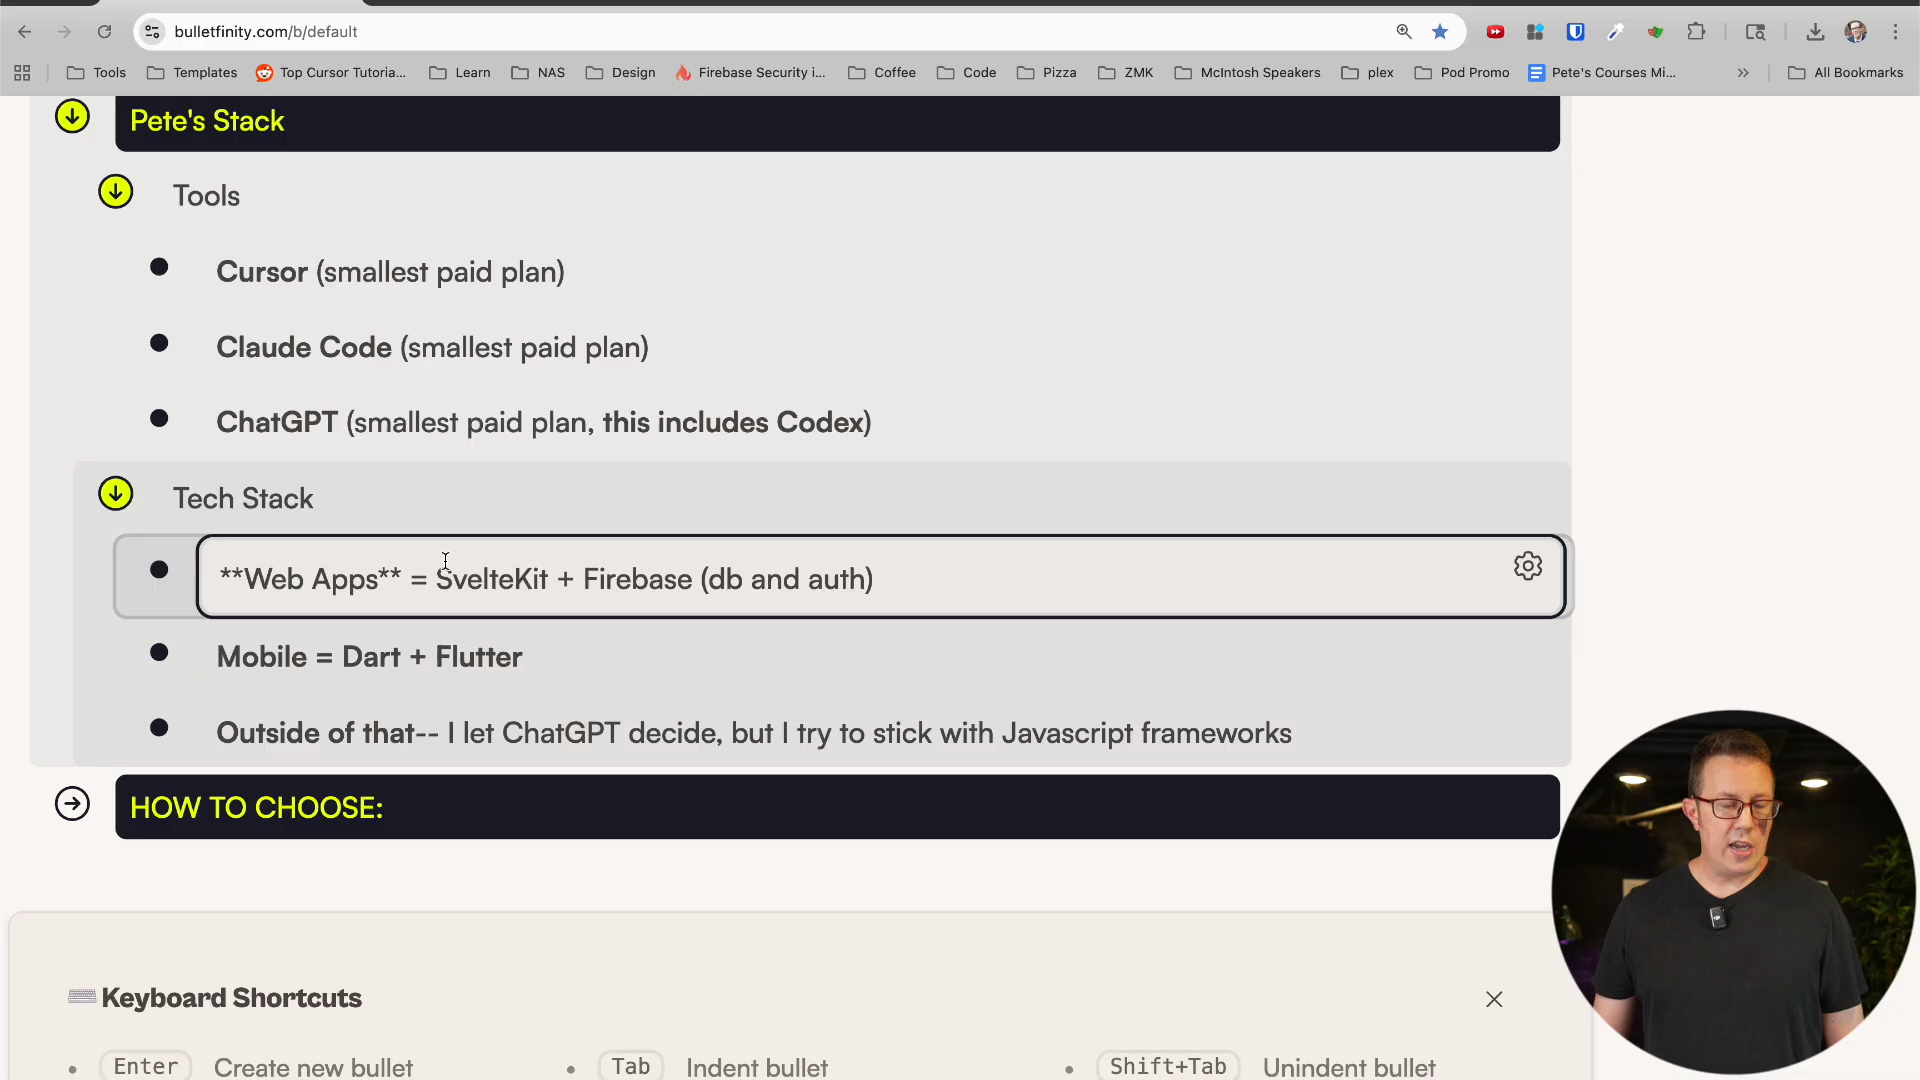 bulletfinity.com/b/default
Tools
Templates
Top Cursor Tutoria...
Learn
NAS
Design
Firebase Security i...
Coffee
Code
Pizza
ZMK
McIntosh Speakers
plex
Pod Promo
Pete's Courses Mi...
All Bookmarks
Pete's Stack
Tools
Cursor (smallest paid plan)
Claude Code (smallest paid plan)
ChatGPT (smallest paid plan, this includes Codex)
Tech Stack
**Web Apps** = SvelteKit + Firebase (db and auth)
Mobile = Dart + Flutter
Outside of that-- I let ChatGPT decide, but I try to stick with Javascript frameworks
HOW TO CHOOSE:
Keyboard Shortcuts
Enter Create new bullet
Tab Indent bullet
Shift+Tab Unindent bullet